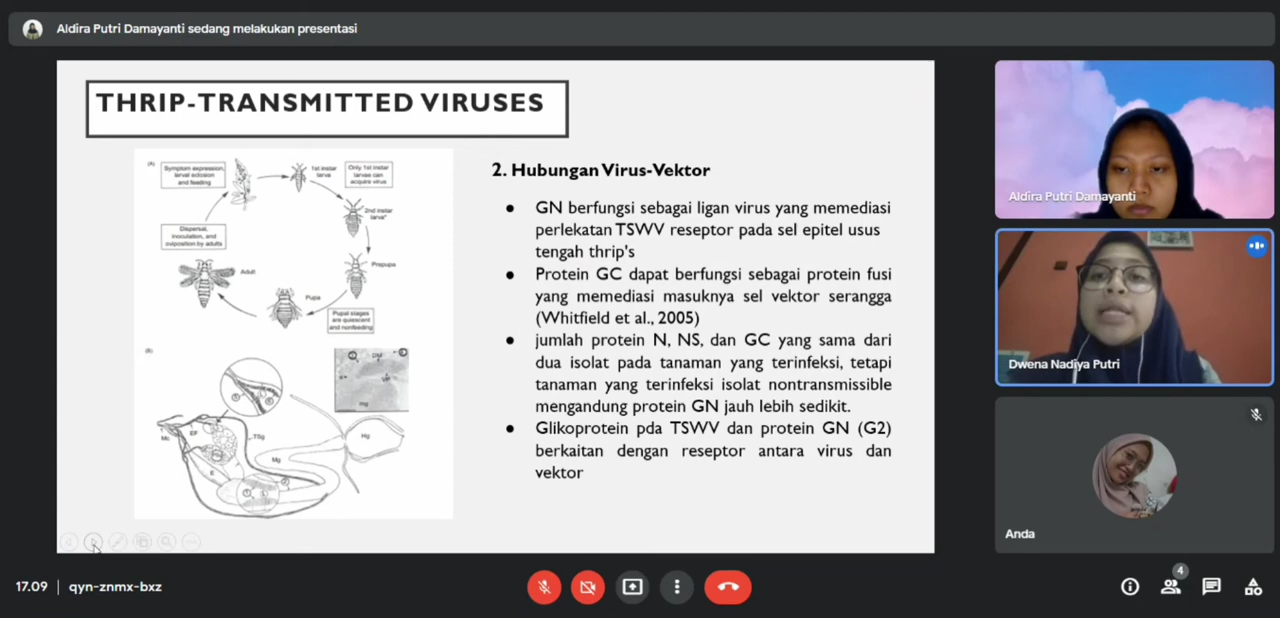 Aldira Putri Damayanti sedang melakukan presentasi
THRIP-TRANSMITTED VIRUSES
(A)
Symptom expression,
larval eclosion
and feeding
1st instar
larva
Only 1st instar
larvae can
acquire virus
2nd instar
larva*
Dispersal,
inoculation, and
oviposition by adults
Adult
Prepupa
Pupa
Pupal stages
are quiescent
and nonfeeding
(B)
DM
mg
Mc
EF
TSg
E
Mg
Hg
2. Hubungan Virus-Vektor
GN berfungsi sebagai ligan virus yang memediasi
perlekatan TSWV reseptor pada sel epitel usus
tengah thrip's
Protein GC dapat berfungsi sebagai protein fusi
yang memediasi masuknya sel vektor serangga
(Whitfield et al., 2005)
jumlah protein N, NS, dan GC yang sama dari
dua isolat pada tanaman yang terinfeksi, tetapi
tanaman yang terinfeksi isolat nontransmissible
mengandung protein GN jauh lebih sedikit.
Glikoprotein pda TSWV dan protein GN (G2)
berkaitan dengan reseptor antara virus dan
vektor
Aldira Putri Damayanti
Dwena Nadiya Putri
Anda
17.09 | qyn-znmx-bxz
4